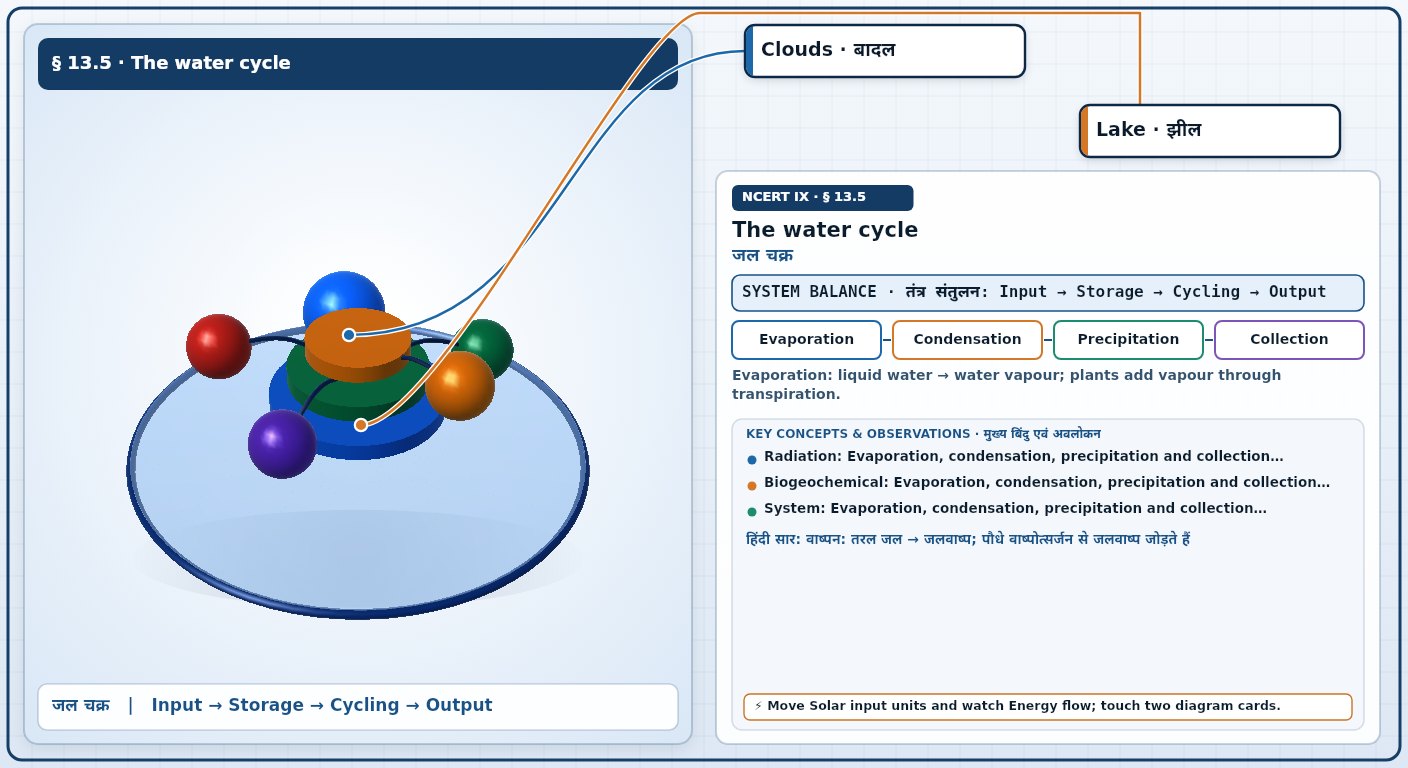 § 13.5 · The water cycle
Clouds · बादल
Lake · झील
NCERT IX · § 13.5
The water cycle
जल चक्र
SYSTEM BALANCE · तंत्र संतुलन: Input → Storage → Cycling → Output
Evaporation
Condensation
Precipitation
Collection
Evaporation: liquid water → water vapour; plants add vapour through
transpiration.
KEY CONCEPTS & OBSERVATIONS · मुख्य बिंदु एवं अवलोकन
Radiation: Evaporation, condensation, precipitation and collection…
Biogeochemical: Evaporation, condensation, precipitation and collection…
System: Evaporation, condensation, precipitation and collection…
हिंदी सार: वाष्पन: तरल जल → जलवाष्प; पौधे वाष्पोत्सर्जन से जलवाष्प जोड़ते हैं
⚡ Move Solar input units and watch Energy flow; touch two diagram cards.
जल चक्र | Input → Storage → Cycling → Output